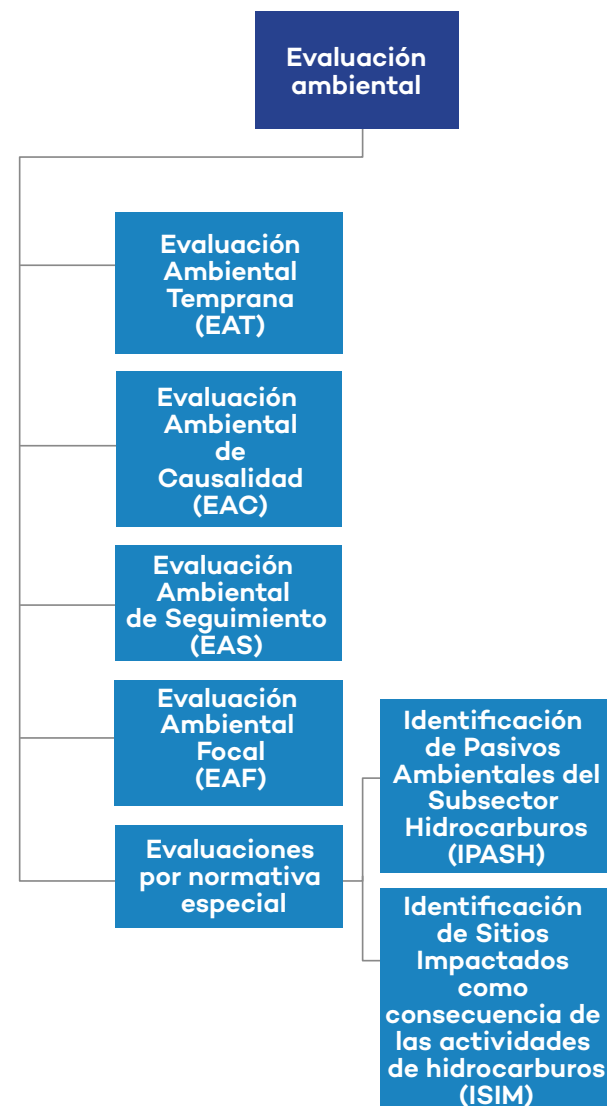 Evaluación
ambiental
Evaluación
Ambiental
Temprana
(EAT)
Evaluación
Ambiental
de
Causalidad
(EAC)
Evaluación
Ambiental
de Seguimiento
(EAS)
Evaluación
Ambiental
Focal
(EAF)
Evaluaciones
por normativa
especial
Identificación
de Pasivos
Ambientales del
Subsector
Hidrocarburos
(IPASH)
Identificación
de Sitios
Impactados
como
consecuencia de
las actividades
de hidrocarburos
(ISIM)